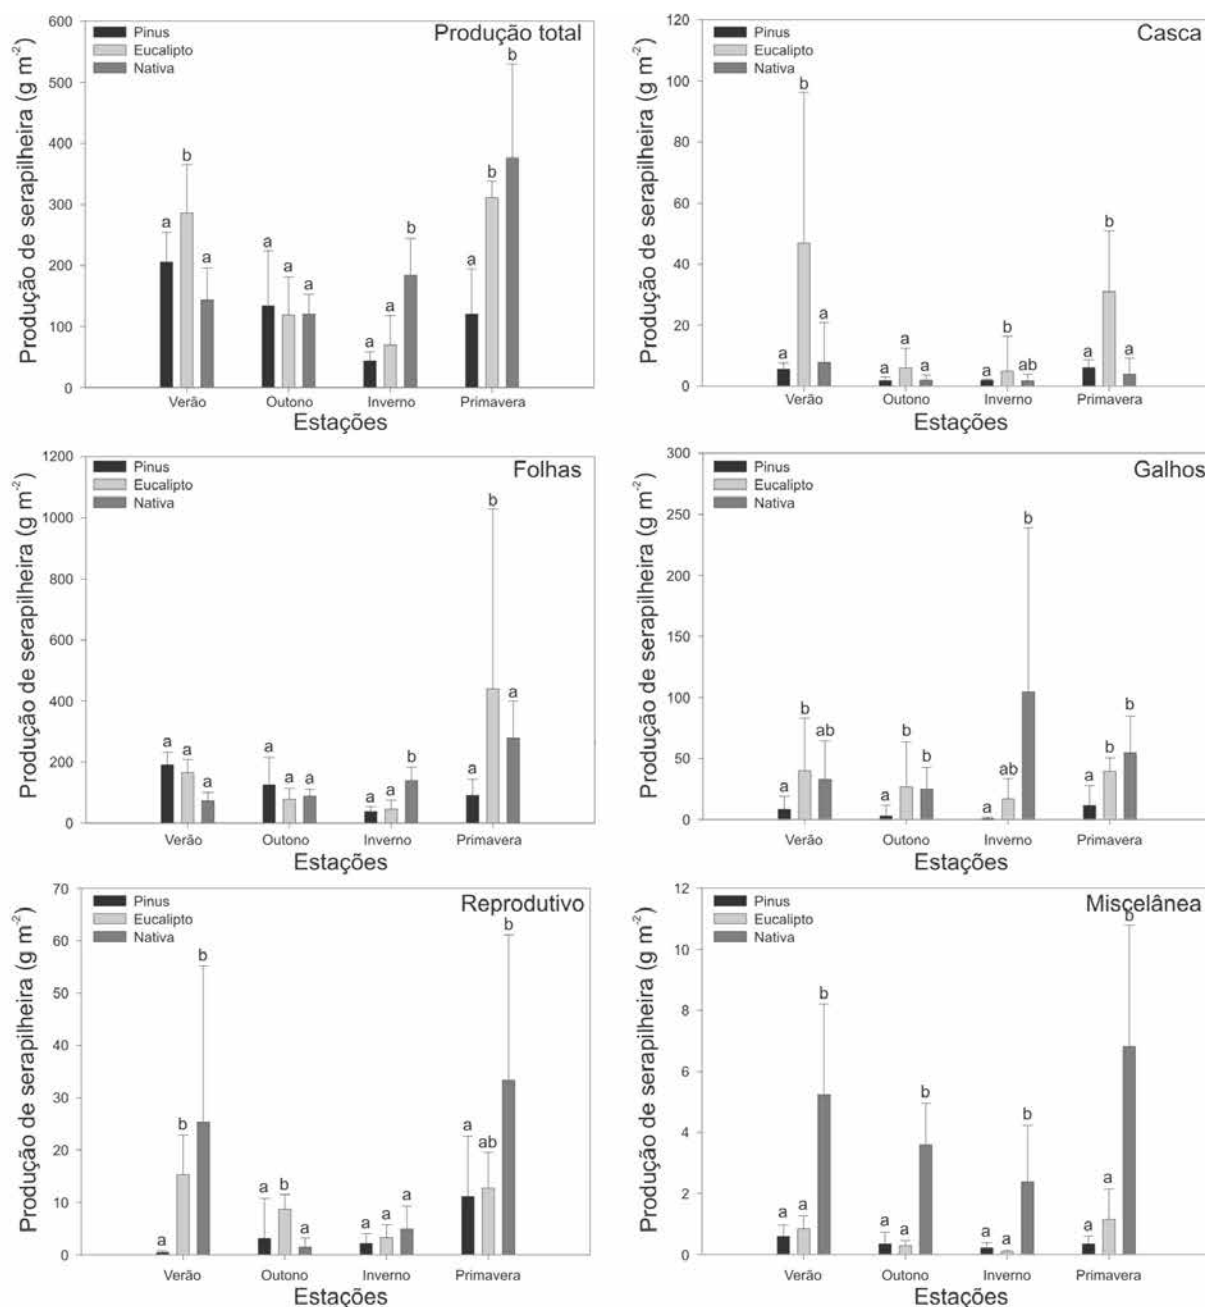 Produção total
Pinus
Eucalipto
Nativa
Produção de serapilheira (g m-2)
600
500
400
300
200
100
0
a b a
a a a
a a b
a b b
Verão Outono Inverno Primavera
Estações
Casca
Pinus
Eucalipto
Nativa
Produção de serapilheira (g m-2)
120
100
80
60
40
20
0
a b a
a a a
a b ab
a b a
Verão Outono Inverno Primavera
Estações
Folhas
Pinus
Eucalipto
Nativa
Produção de serapilheira (g m-2)
1200
1000
800
600
400
200
0
a a a
a a a
a a b
a b a
Verão Outono Inverno Primavera
Estações
Galhos
Pinus
Eucalipto
Nativa
Produção de serapilheira (g m-2)
300
250
200
150
100
50
0
a b ab
a b b
a ab b
a b b
Verão Outono Inverno Primavera
Estações
Reprodutivo
Pinus
Eucalipto
Nativa
Produção de serapilheira (g m-2)
70
60
50
40
30
20
10
0
a b b
a b a
a a a
a ab b
Verão Outono Inverno Primavera
Estações
Miscelânea
Pinus
Eucalipto
Nativa
Produção de serapilheira (g m-2)
12
10
8
6
4
2
0
a a b
a a b
a a b
a a b
Verão Outono Inverno Primavera
Estações